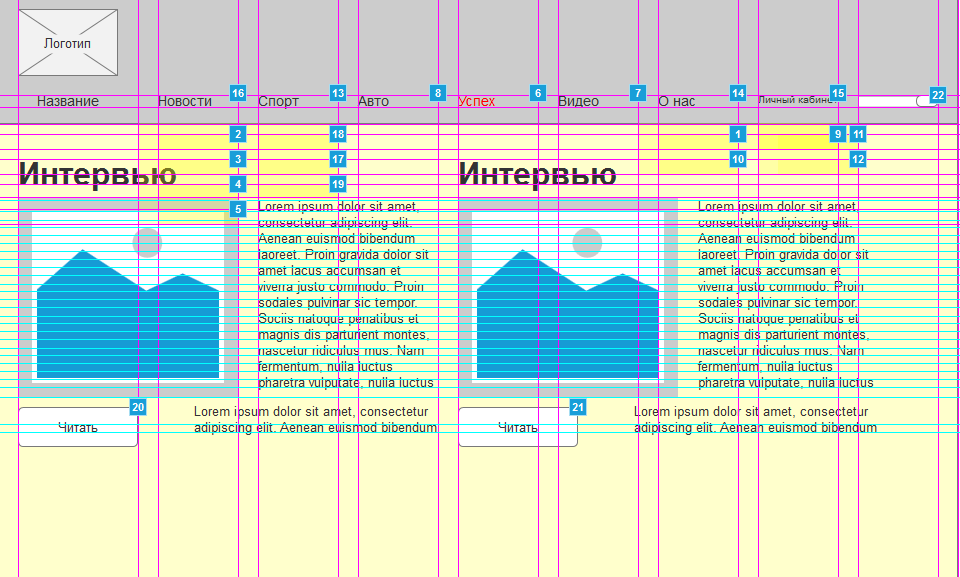 Логотип
16 13 8 6 7 14 15 22
Название Новости Спорт Авто Успех Видео О нас Личный кабинет
2 18 1 9 11
3 17 10 12
Интервью Интервью
4 19
5
Lorem ipsum dolor sit amet,
consectetur adipiscing elit.
Aenean euismod bibendum
laoreet. Proin gravida dolor sit
amet lacus accumsan et
viverra justo commodo. Proin
sodales pulvinar sic tempor.
Sociis natoque penatibus et
magnis dis parturient montes,
nascetur ridiculus mus. Nam
fermentum, nulla luctus
pharetra vulputate, nulla luctus
Lorem ipsum dolor sit amet,
consectetur adipiscing elit.
Aenean euismod bibendum
laoreet. Proin gravida dolor sit
amet lacus accumsan et
viverra justo commodo. Proin
sodales pulvinar sic tempor.
Sociis natoque penatibus et
magnis dis parturient montes,
nascetur ridiculus mus. Nam
fermentum, nulla luctus
pharetra vulputate, nulla luctus
20
Читать
Lorem ipsum dolor sit amet, consectetur
adipiscing elit. Aenean euismod bibendum
21
Читать
Lorem ipsum dolor sit amet, consectetur
adipiscing elit. Aenean euismod bibendum